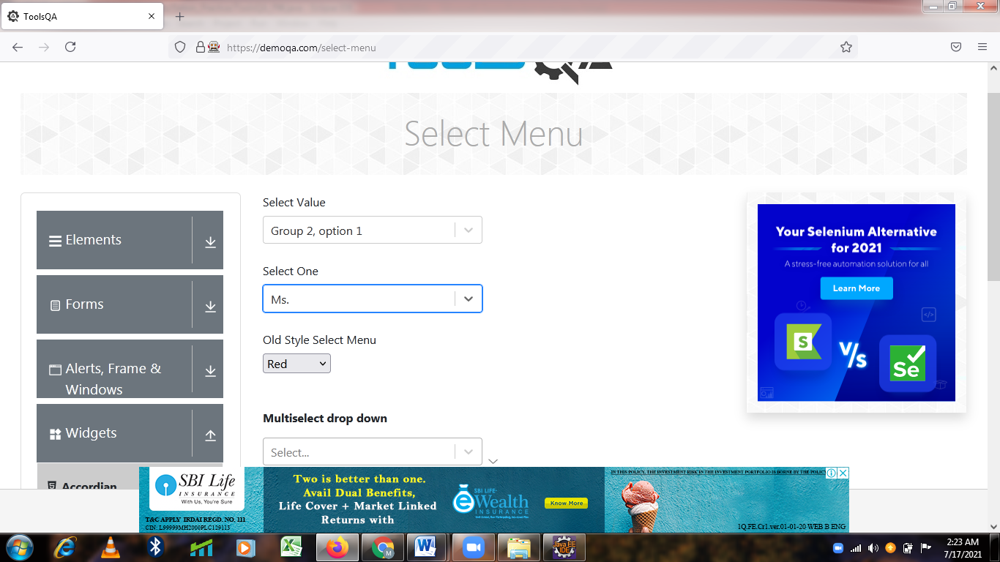 ToolsQA
https://demoqa.com/select-menu
Select Menu
Elements
Forms
Alerts, Frame &
Windows
Widgets
Accordian
Select Value
Group 2, option 1
Select One
Ms.
Old Style Select Menu
Red
Multiselect drop down
Select...
Your Selenium Alternative
for 2021
A stress-free automation solution for all
Learn More
S
V/s
Se
SBI Life
INSURANCE
With Us, You're Sure
T&C APPLY IRDAI REGD. NO. 111
CIN: L99999MH2000PLC129113
Two is better than one.
Avail Dual Benefits,
Life Cover + Market Linked
Returns with
SBI LIFE-
eWealth
INSURANCE
Know More
IN THIS POLICY, THE INVESTMENT RISK IN THE INVESTMENT PORTFOLIO IS BORNE BY THE
1Q.FE.Cr1.ver.01-01-20 WEB B ENG
Java EE
IDE
2:23 AM
7/17/2021